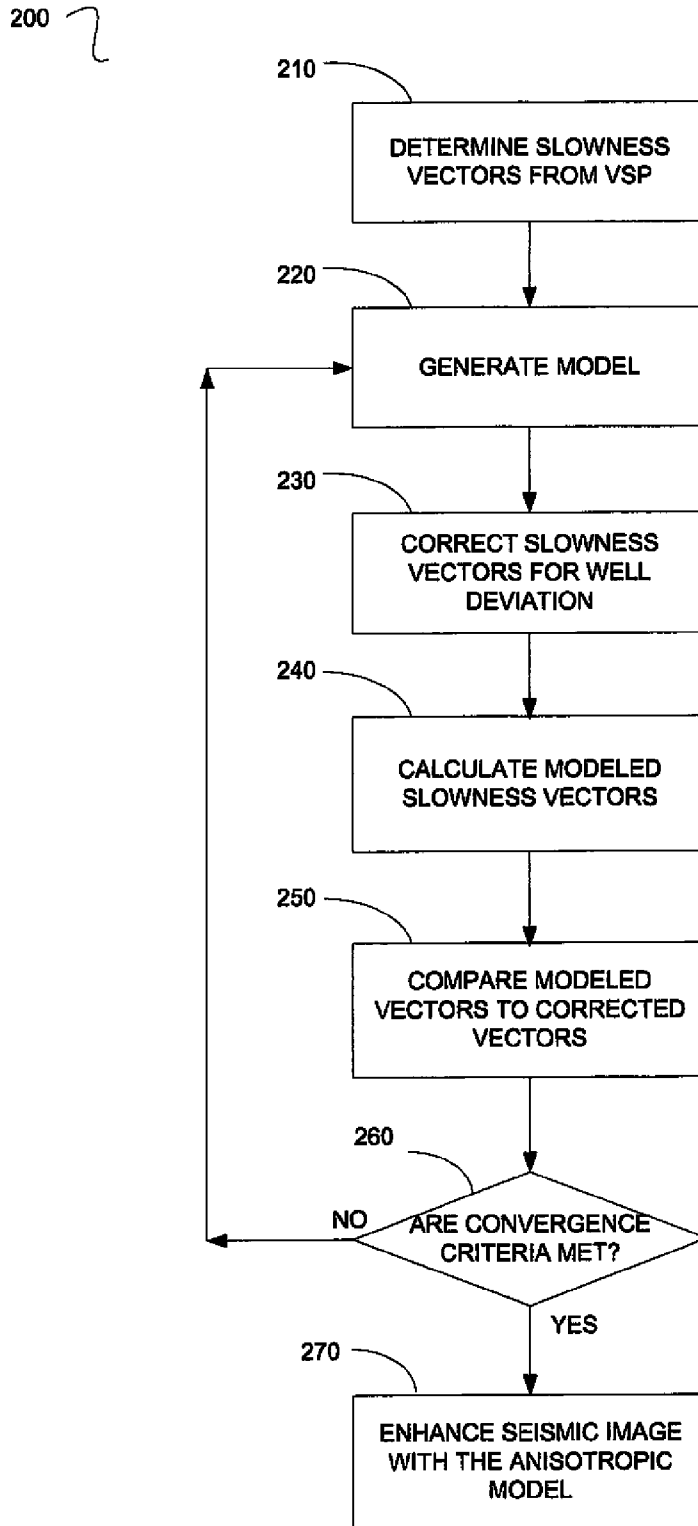 200
210
DETERMINE SLOWNESS
VECTORS FROM VSP
220
GENERATE MODEL
230
CORRECT SLOWNESS
VECTORS FOR WELL
DEVIATION
240
CALCULATE MODELED
SLOWNESS VECTORS
250
COMPARE MODELED
VECTORS TO CORRECTED
VECTORS
260
NO
ARE CONVERGENCE
CRITERIA MET?
YES
270
ENHANCE SEISMIC IMAGE
WITH THE ANISOTROPIC
MODEL